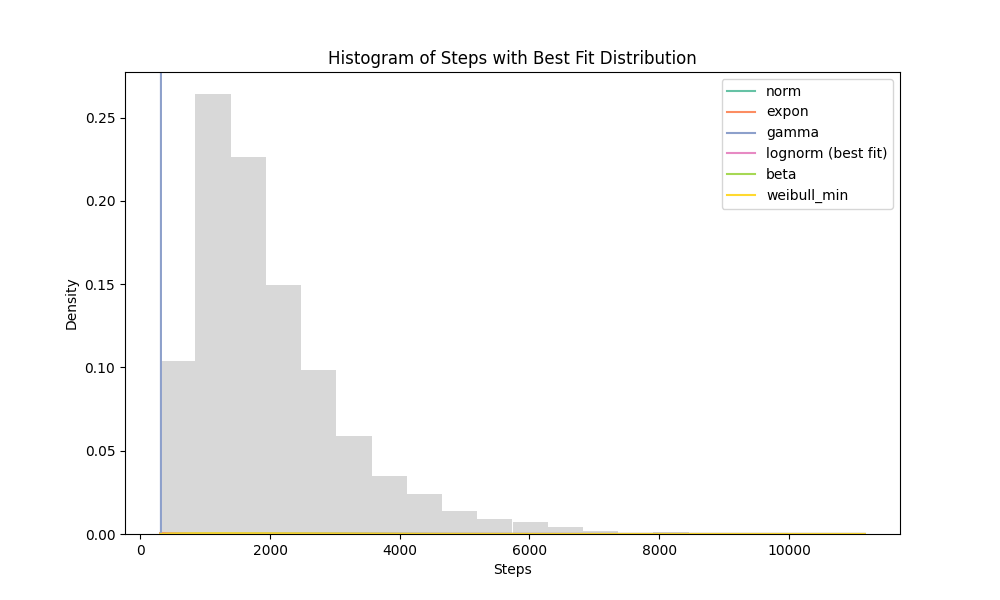 Histogram of Steps with Best Fit Distribution
norm
expon
gamma
lognorm (best fit)
beta
weibull_min
Density
0.25
0.20
0.15
0.10
0.05
0.00
0 2000 4000 6000 8000 10000
Steps